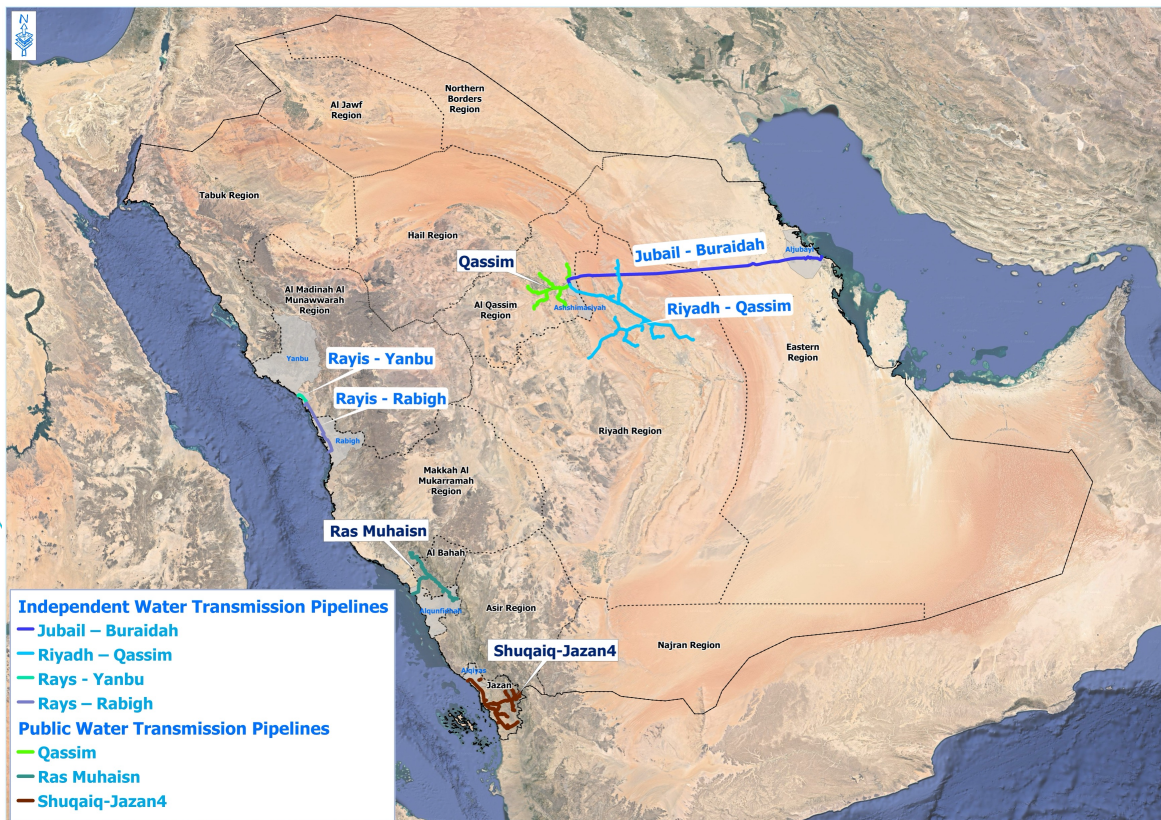 N
Northern
Borders
Region
Al Jawf
Region
Tabuk Region
Hail Region
Jubail - Buraidah
Aljubayl
Qassim
Al Madinah Al
Munawwarah
Region
Al Qassim
Region
Ashshimasiyah
Riyadh - Qassim
Eastern
Region
Yanbu
Rayis - Yanbu
Rayis - Rabigh
Rabigh
Riyadh Region
Makkah Al
Mukarramah
Region
Ras Muhaisn
Al Bahah
Asir Region
Alqunfidhah
Najran Region
Shuqaiq-Jazan4
Jazan
Independent Water Transmission Pipelines
Jubail – Buraidah
Riyadh – Qassim
Rays - Yanbu
Rays – Rabigh
Public Water Transmission Pipelines
Qassim
Ras Muhaisn
Shuqaiq-Jazan4